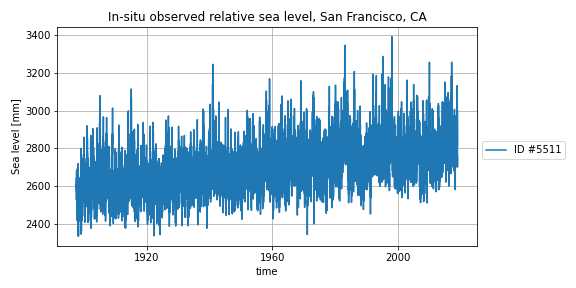 In-situ observed relative sea level, San Francisco, CA
Sea level [mm]
3400
3200
3000
2800
2600
2400
1920
1960
2000
time
ID #5511